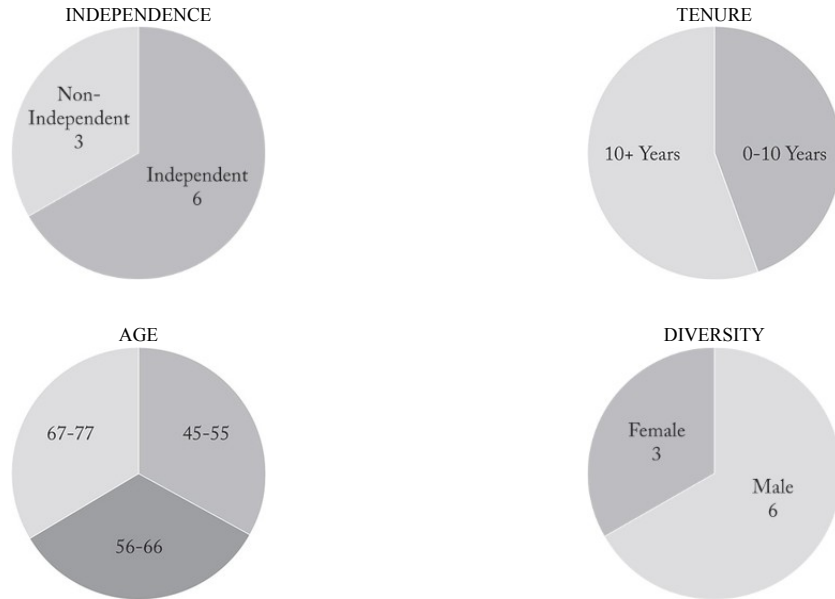 INDEPENDENCE
Non-
Independent
3
Independent
6
TENURE
10+ Years
0-10 Years
AGE
67-77
45-55
56-66
DIVERSITY
Female
3
Male
6